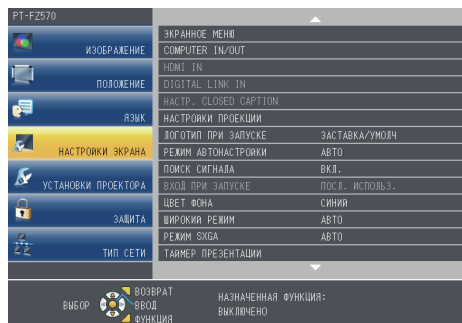 PT-FZ570
ИЗОБРАЖЕНИЕ
ПОЛОЖЕНИЕ
ЯЗЫК
НАСТРОЙКИ ЭКРАНА
УСТАНОВКИ ПРОЕКТОРА
ЗАЩИТА
ТИП СЕТИ
ЭКРАННОЕ МЕНЮ
COMPUTER IN/OUT
HDMI IN
DIGITAL LINK IN
НАСТР. CLOSED CAPTION
НАСТРОЙКИ ПРОЕКЦИИ
ЛОГОТИП ПРИ ЗАПУСКЕ ЗАСТАВКА/УМОЛЧ
РЕЖИМ АВТОНАСТРОЙКИ АВТО
ПОИСК СИГНАЛА ВКЛ.
ВХОД ПРИ ЗАПУСКЕ ПОСЛ. ИСПОЛЬЗ.
ЦВЕТ ФОНА СИНИЙ
ШИРОКИЙ РЕЖИМ АВТО
РЕЖИМ SXGA АВТО
ТАЙМЕР ПРЕЗЕНТАЦИИ
ВЫБОР
ВОЗВРАТ
ВВОД
ФУНКЦИЯ
НАЗНАЧЕННАЯ ФУНКЦИЯ:
ВЫКЛЮЧЕНО